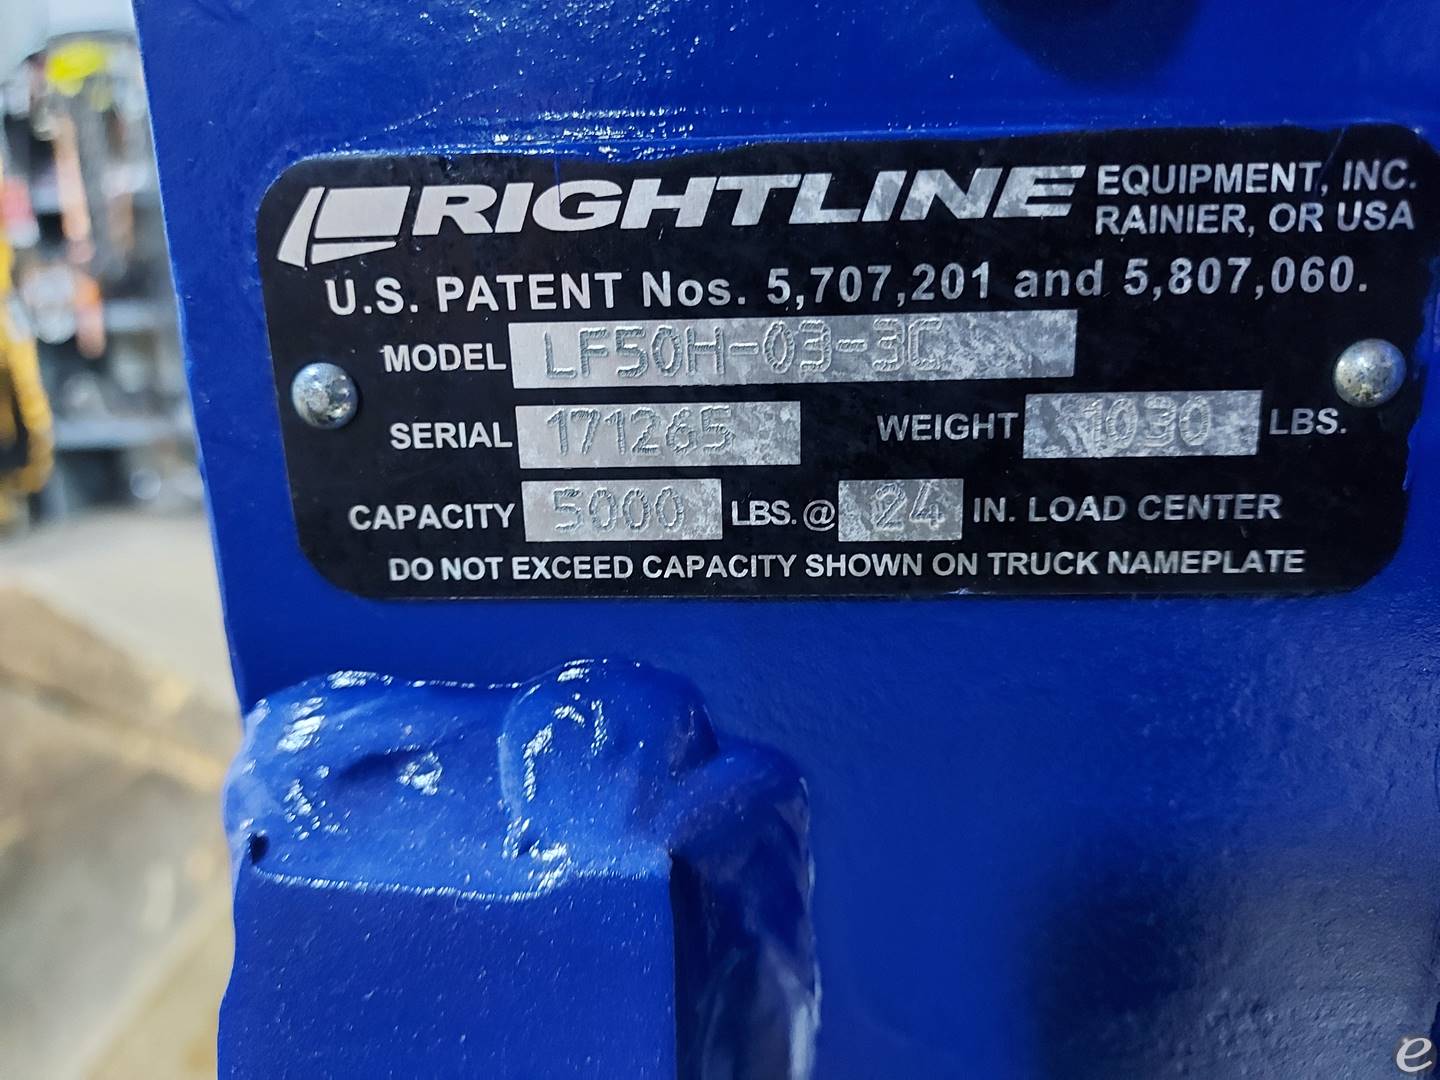 RIGHTLINE EQUIPMENT, INC.
RAINIER, OR USA
U.S. PATENT Nos. 5,707,201 and 5,807,060.
MODEL LF50H-03-3C
SERIAL 171265 WEIGHT 1030 LBS.
CAPACITY 5000 LBS. @ 24 IN. LOAD CENTER
DO NOT EXCEED CAPACITY SHOWN ON TRUCK NAMEPLATE
e